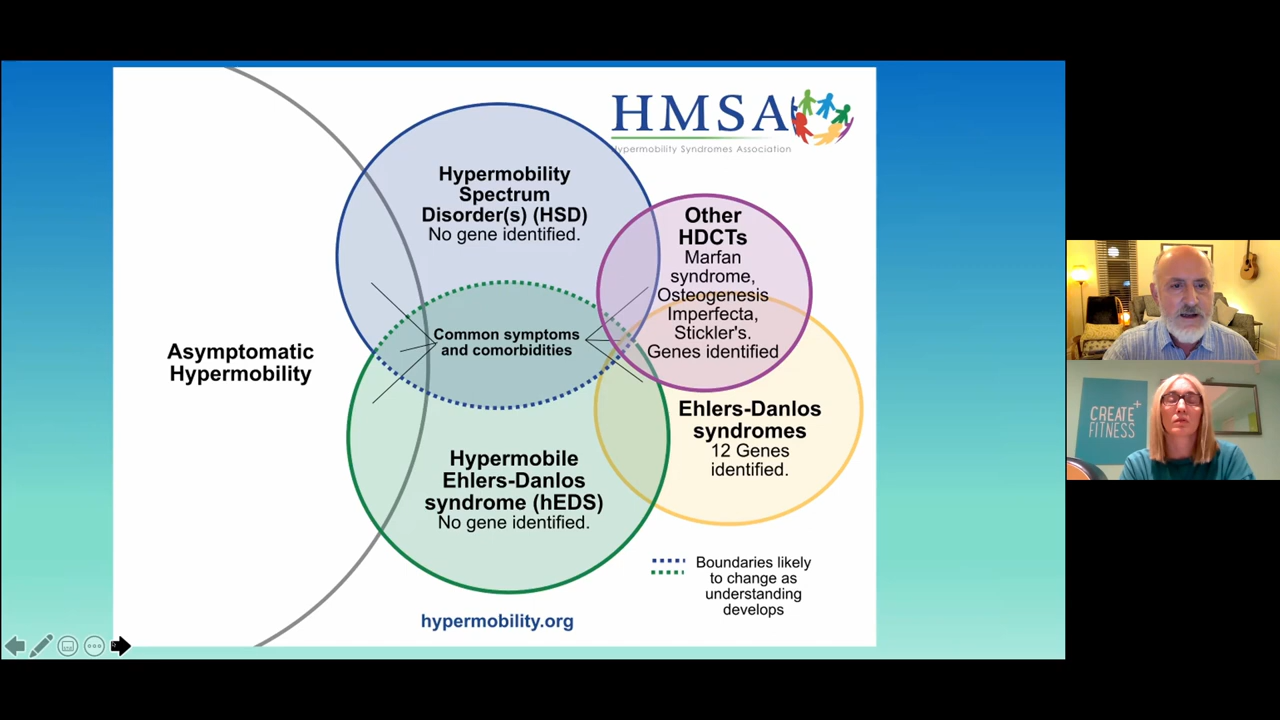 HMSA
Hypermobility Syndromes Association
Hypermobility
Spectrum
Disorder(s) (HSD)
No gene identified.
Other
HDCTs
Marfan
syndrome,
Osteogenesis
Imperfecta,
Stickler's.
Genes identified
Common symptoms
and comorbidities
Asymptomatic
Hypermobility
Ehlers-Danlos
syndromes
12 Genes
identified.
Hypermobile
Ehlers-Danlos
syndrome (hEDS)
No gene identified.
Boundaries likely
to change as
understanding
develops
hypermobility.org
CREATE+
FITNESS